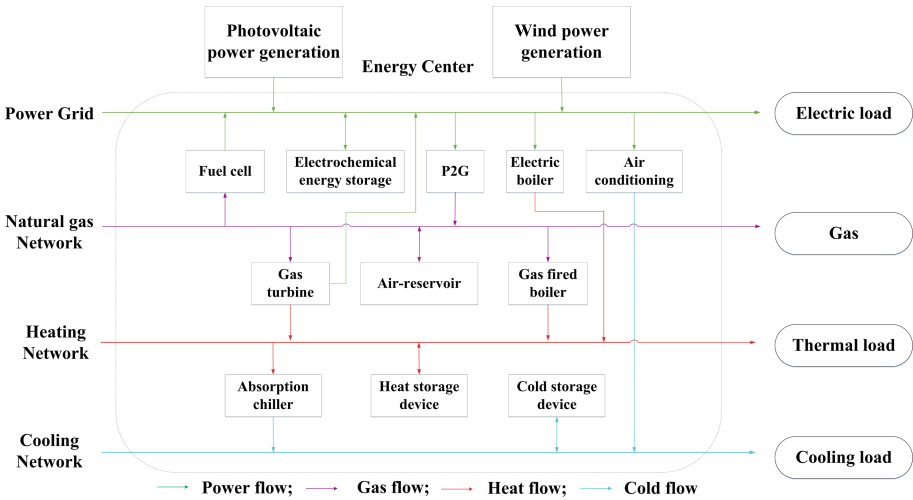 Photovoltaic
power generation
Wind power
generation
Energy Center
Power Grid
Electric load
Fuel cell
Electrochemical
energy storage
P2G
Electric
boiler
Air
conditioning
Natural gas
Network
Gas
Gas
turbine
Air-reservoir
Gas fired
boiler
Heating
Network
Thermal load
Absorption
chiller
Heat storage
device
Cold storage
device
Cooling
Network
Cooling load
Power flow; Gas flow; Heat flow; Cold flow